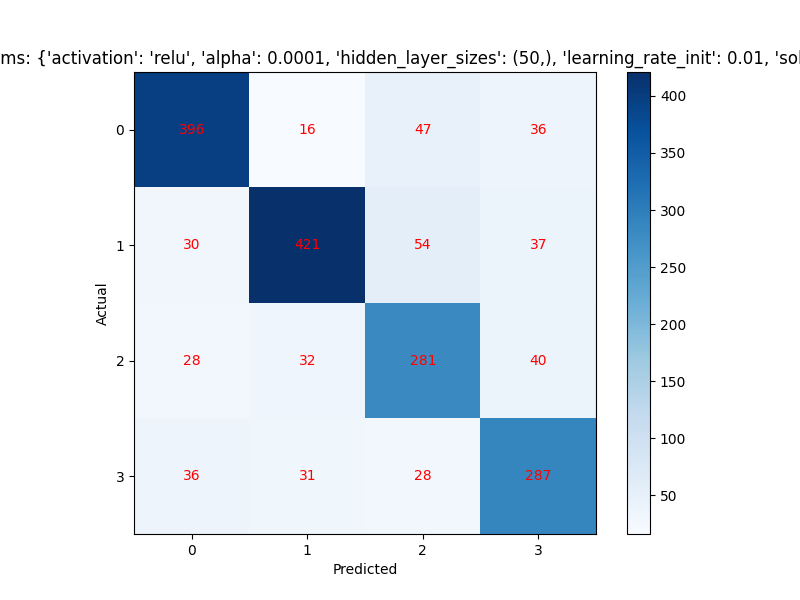 ms: {'activation': 'relu', 'alpha': 0.0001, 'hidden_layer_sizes': (50,), 'learning_rate_init': 0.01, 'sol
0 396 16 47 36
1 30 421 54 37
2 28 32 281 40
3 36 31 28 287
0 1 2 3
Predicted
Actual
400
350
300
250
200
150
100
50